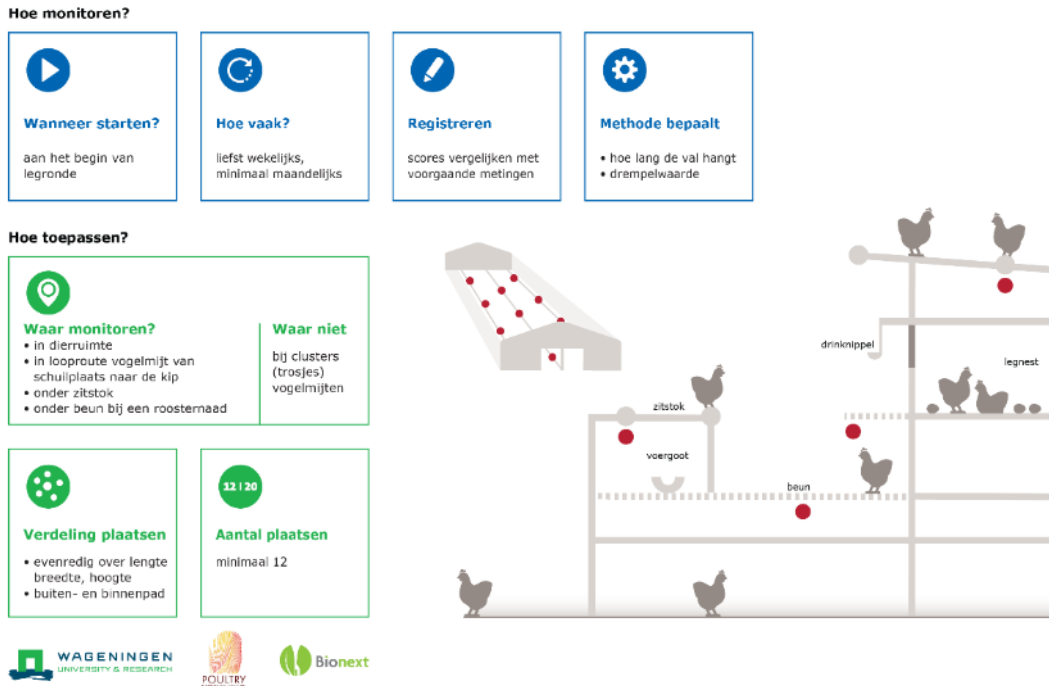 Hoe monitoren?
Wanneer starten?
aan het begin van
legronde
Hoe vaak?
liefst wekelijks,
minimaal maandelijks
Registreren
scores vergelijken met
voorgaande metingen
Methode bepaalt
• hoe lang de val hangt
• drempelwaarde
Hoe toepassen?
Waar monitoren?
• in dierruimte
• in looproute vogelmijt van
schuilplaats naar de kip
• onder zitstok
• onder beun bij een roosternaad
Waar niet
bij clusters
(trosjes)
vogelmijten
drinknippel
legnest
zitstok
voergoot
beun
12 | 20
Verdeling plaatsen
• evenredig over lengte
breedte, hoogte
• buiten- en binnenpad
Aantal plaatsen
minimaal 12
WAGENINGEN
UNIVERSITY & RESEARCH
POULTRY
Bionext